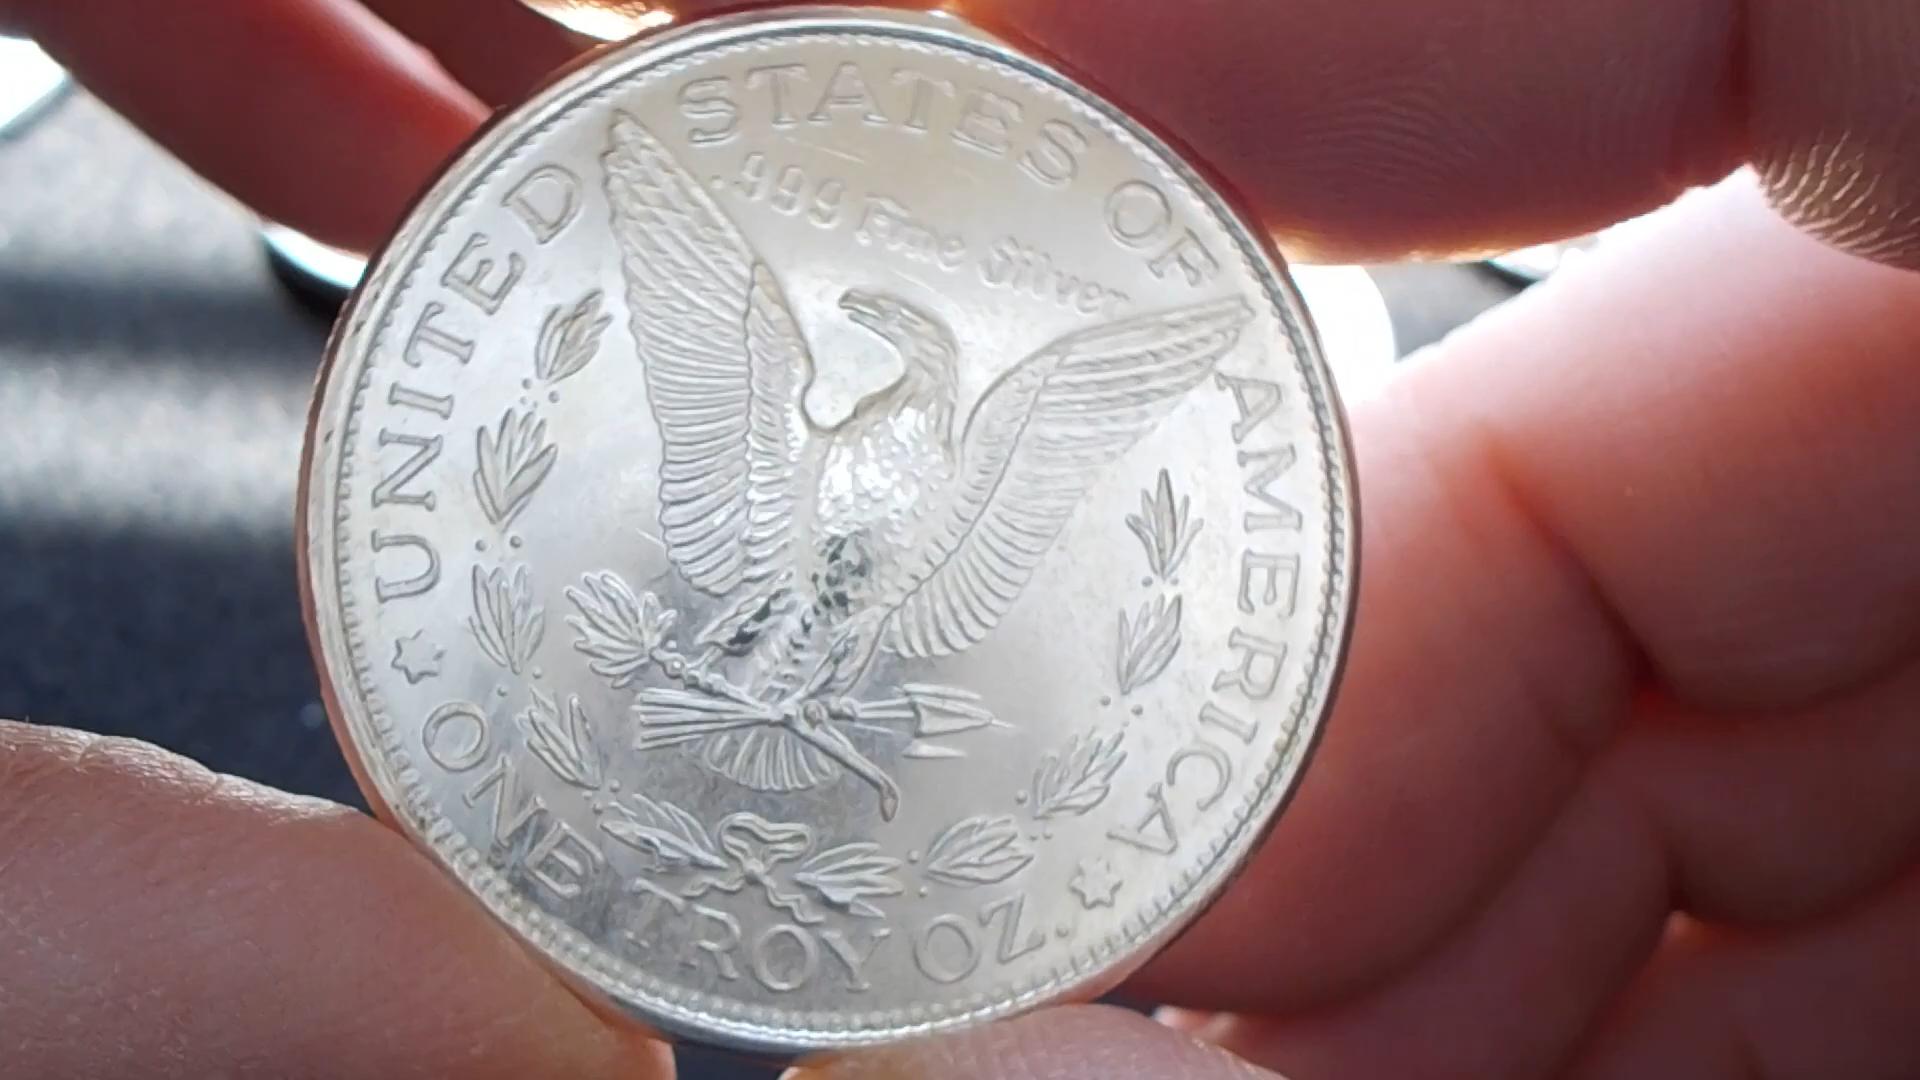 UNITED STATES OF AMERICA
.999 Fine Silver
ONE TROY OZ.